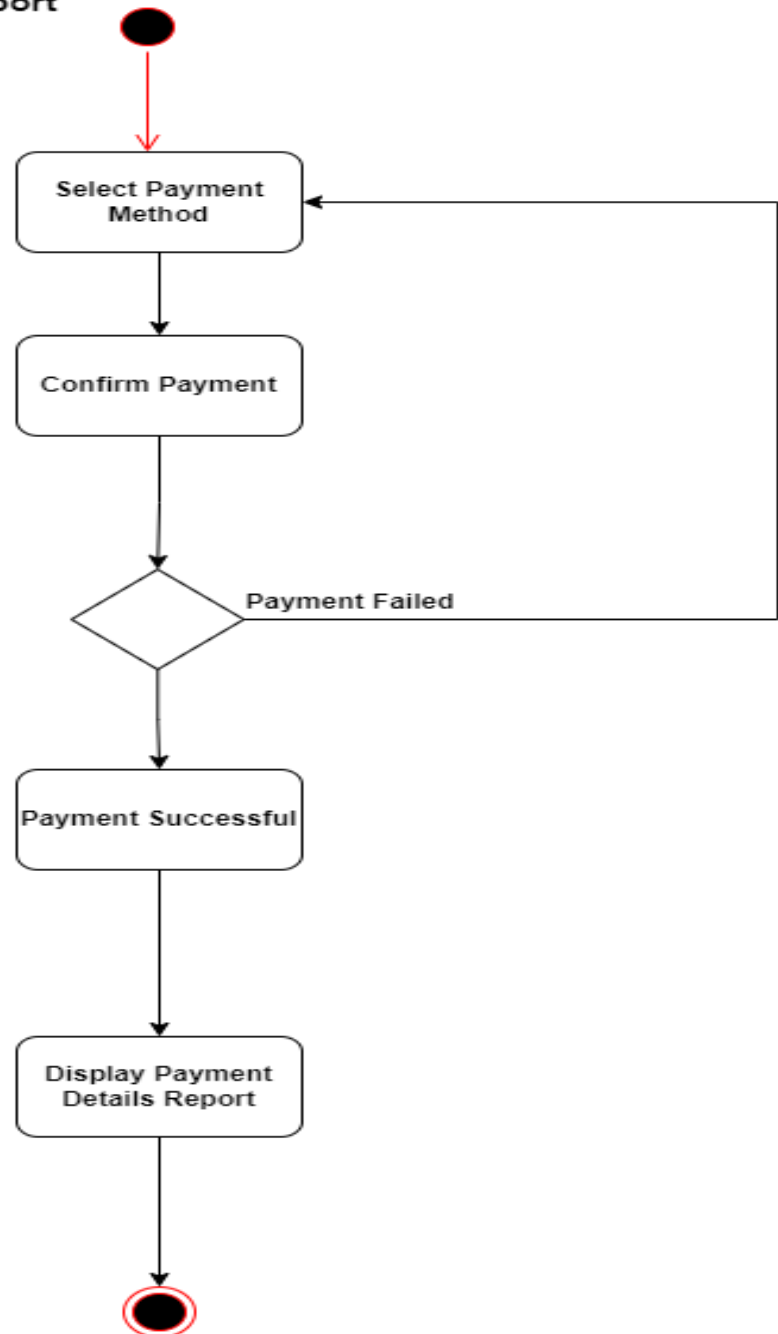 Select Payment
Method
Confirm Payment
Payment Failed
Payment Successful
Display Payment
Details Report